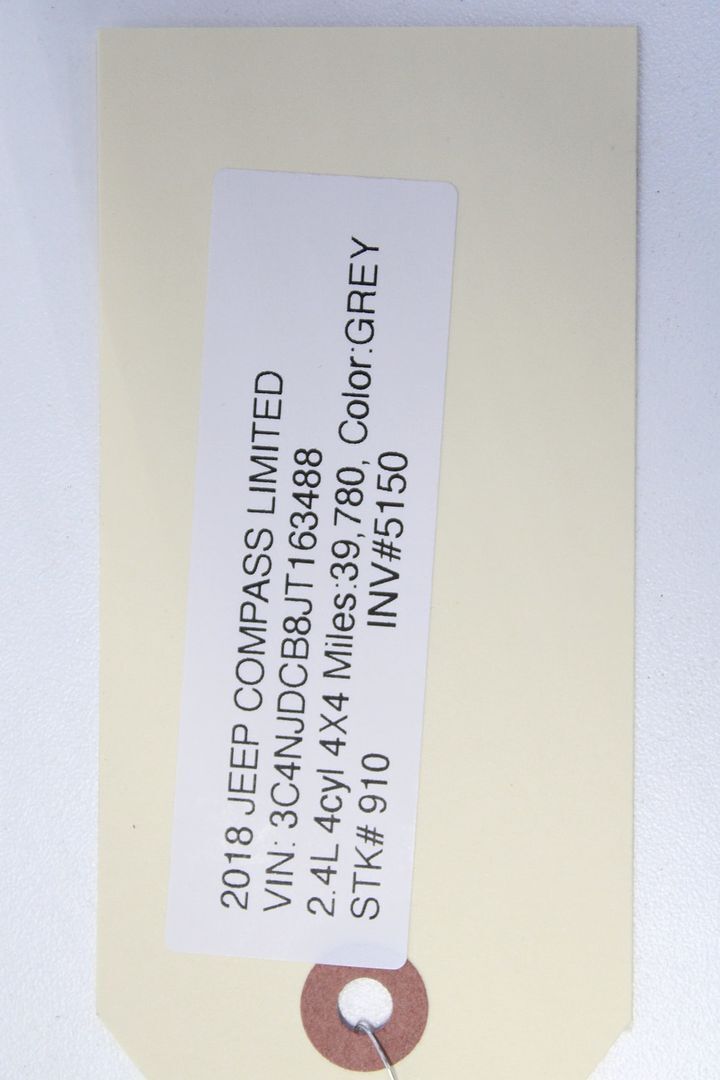 2018 JEEP COMPASS LIMITED
VIN: 3C4NJDCB8JT163488
2.4L 4cyl 4X4 Miles:39,780, Color:GREY
STK# 910 INV#5150